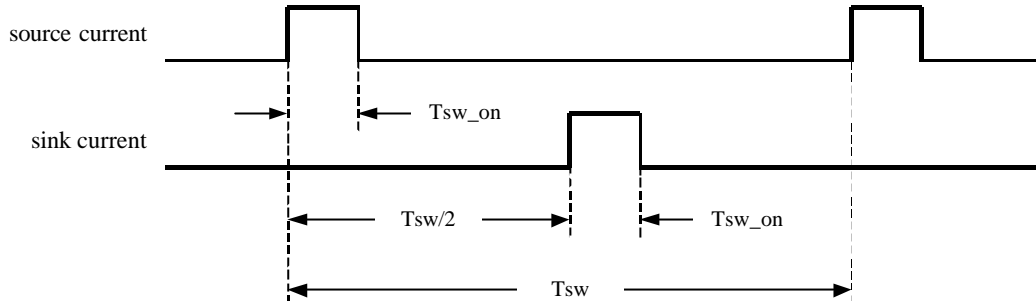 source current
Tsw_on
sink current
Tsw/2
Tsw_on
Tsw